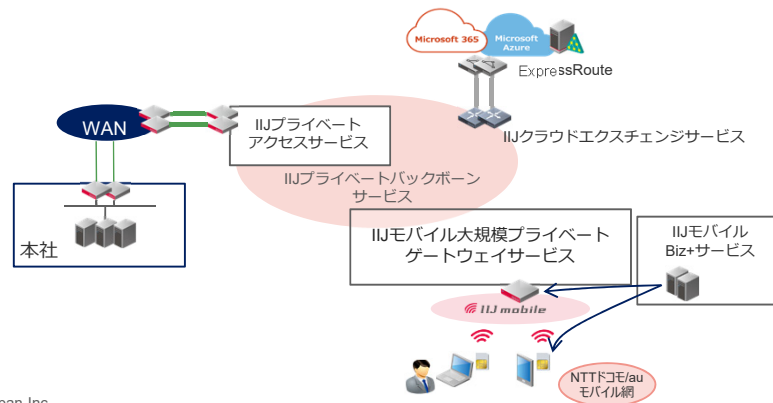 Microsoft 365
Microsoft
Azure
ExpressRoute
WAN
IIJプライベート
アクセスサービス
IIJクラウドエクスチェンジサービス
IIJプライベートバックボーン
サービス
本社
IIJモバイル大規模プライベート
ゲートウェイサービス
IIJモバイル
Biz+サービス
IIJ mobile
NTTドコモ/au
モバイル網